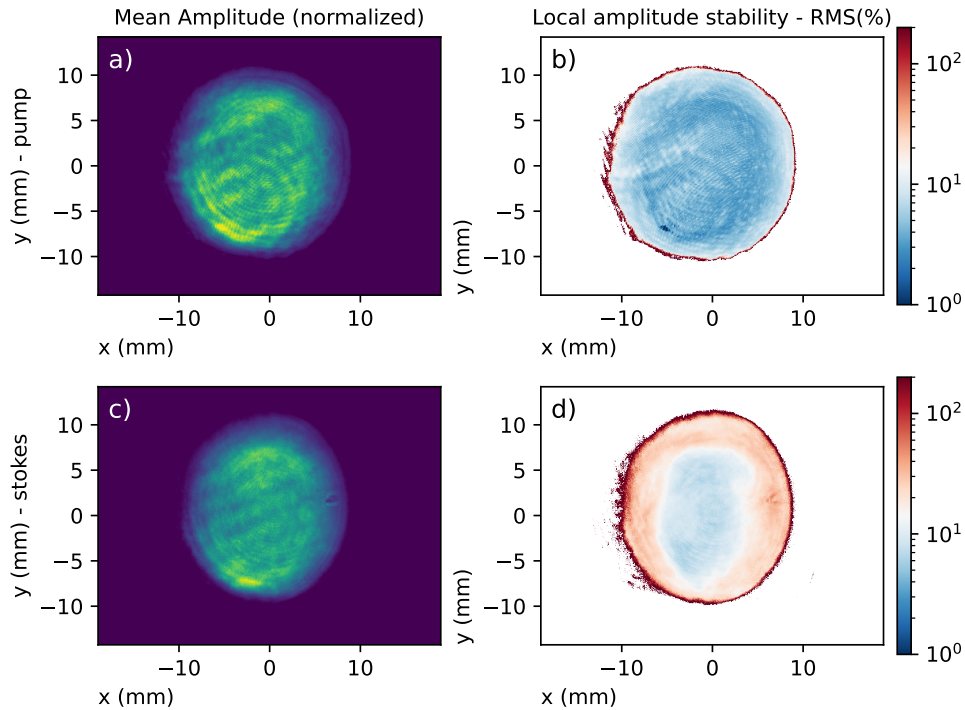 Mean Amplitude (normalized)
Local amplitude stability - RMS(%)
a)
b)
y (mm) - pump
10
5
0
−5
−10
−10
0
10
x (mm)
y (mm)
10
5
0
−5
−10
−10
0
10
x (mm)
10²
10¹
10⁰
c)
d)
y (mm) - stokes
10
5
0
−5
−10
−10
0
10
x (mm)
y (mm)
10
5
0
−5
−10
−10
0
10
x (mm)
10²
10¹
10⁰